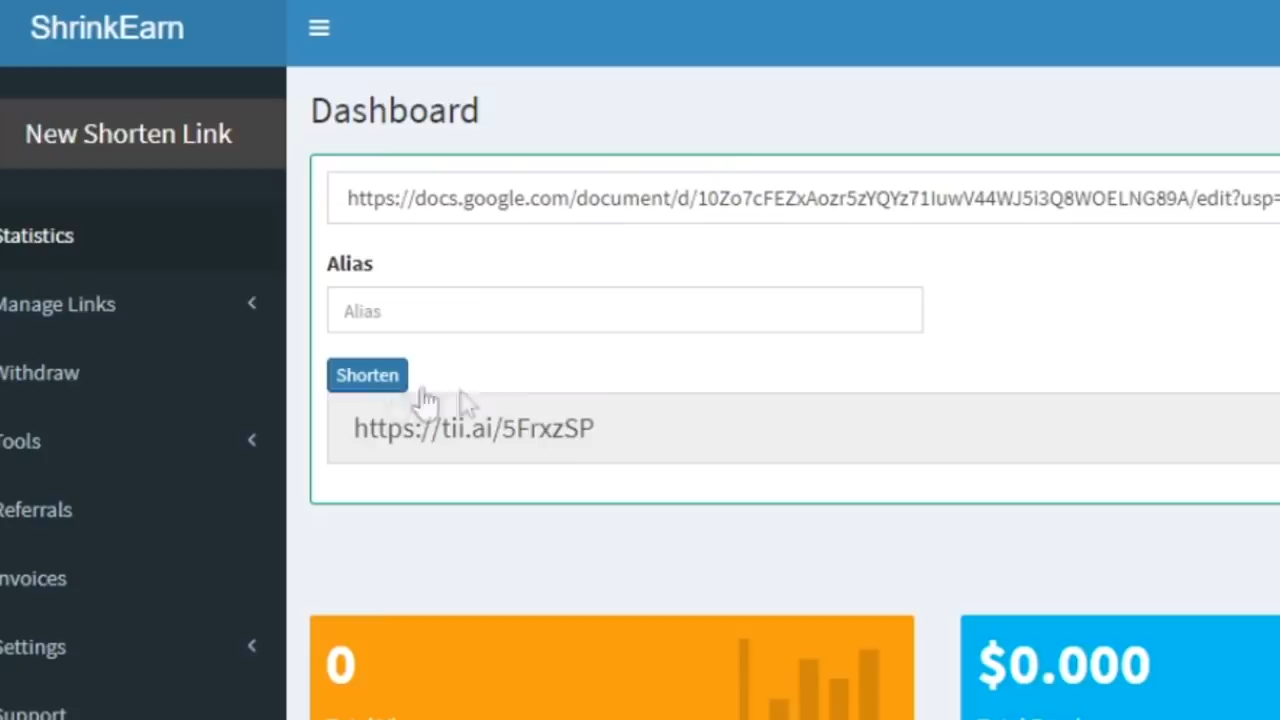 ShrinkEarn
New Shorten Link
Statistics
Manage Links
Withdraw
Tools
Referrals
Invoices
Settings
Support
Dashboard
https://docs.google.com/document/d/10Zo7cFEZxAozr5zYQYz71IuwV44WJ5i3Q8WOELNG89A/edit?usp=
Alias
Alias
Shorten
https://tii.ai/5FrxzSP
0
$0.000